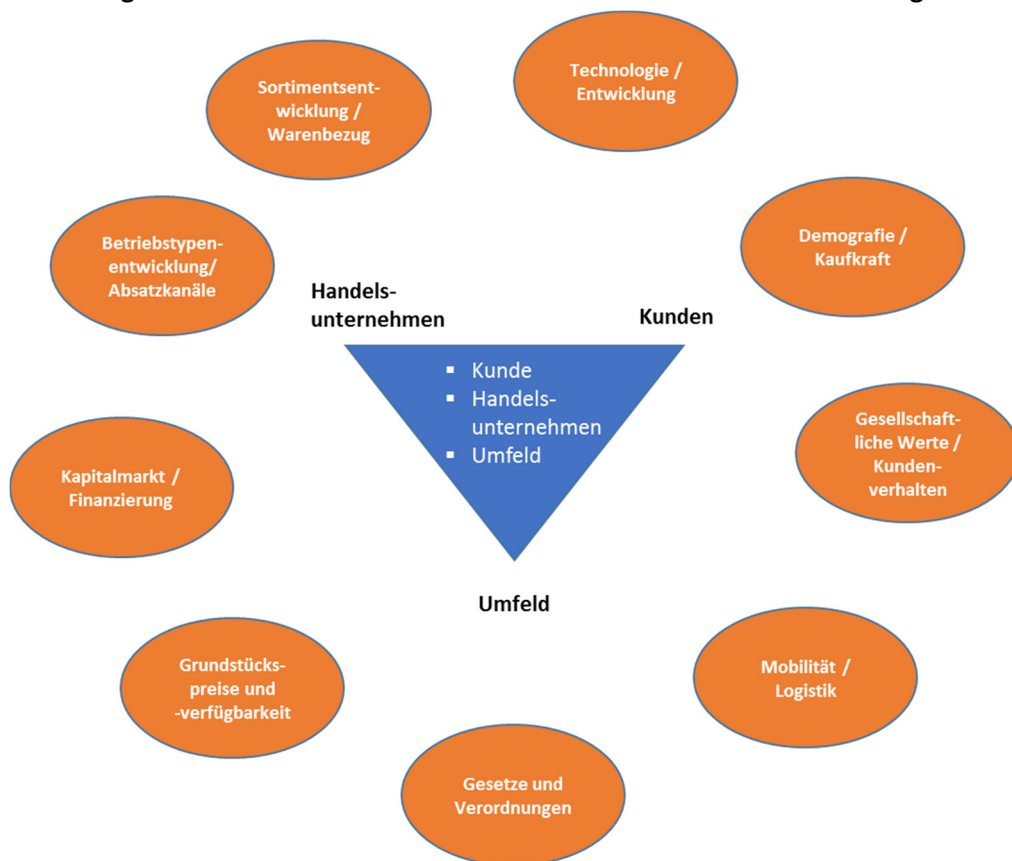 Sortimentsent-
wicklung /
Warenbezug
Technologie /
Entwicklung
Betriebstypen-
entwicklung/
Absatzkanäle
Demografie /
Kaufkraft
Handels-
unternehmen
Kunden
▪ Kunde
▪ Handels-
unternehmen
▪ Umfeld
Gesellschaft-
liche Werte /
Kunden-
verhalten
Kapitalmarkt /
Finanzierung
Umfeld
Grundstücks-
preise und
-verfügbarkeit
Mobilität /
Logistik
Gesetze und
Verordnungen